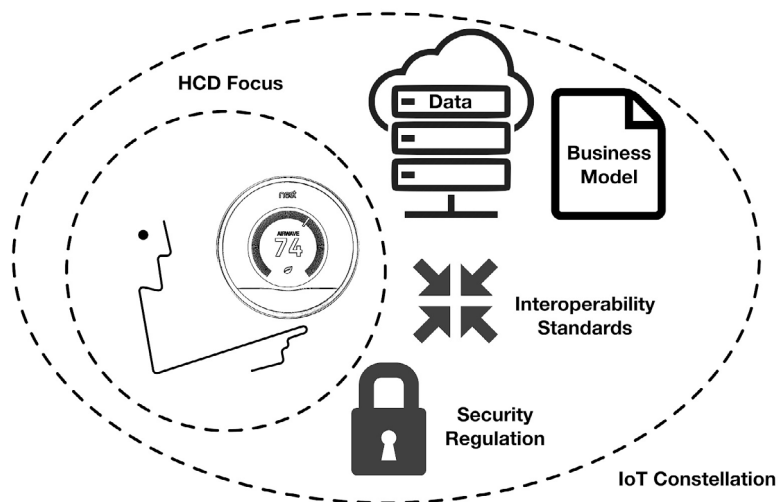 HCD Focus
Data
Business
Model
nest
AIRWAVE
74
Interoperability
Standards
Security
Regulation
IoT Constellation